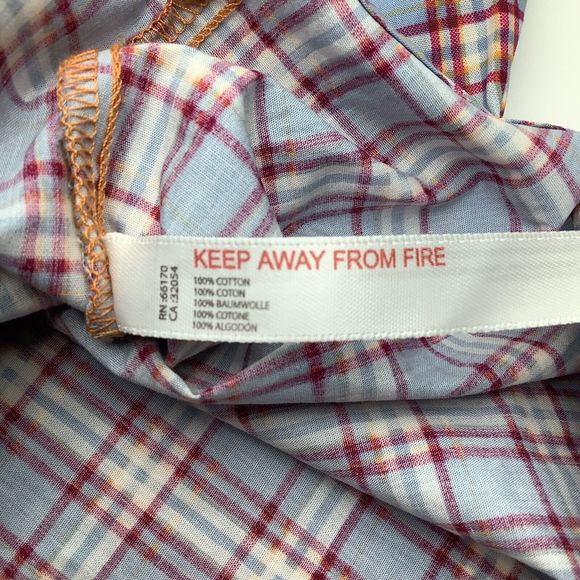 KEEP AWAY FROM FIRE
100% COTTON
100% COTON
100% BAUMWOLLE
100% COTONE
100% ALGODÓN
RN :66170
CA :32054